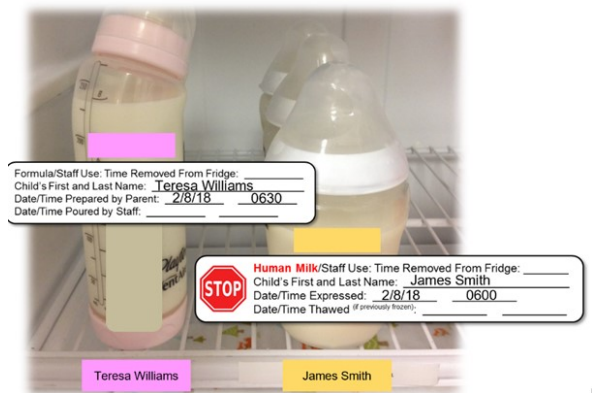 Formula/Staff Use: Time Removed From Fridge:
Child's First and Last Name: Teresa Williams
Date/Time Prepared by Parent: 2/8/18 0630
Date/Time Poured by Staff:
STOP
Human Milk/Staff Use: Time Removed From Fridge:
Child's First and Last Name: James Smith
Date/Time Expressed: 2/8/18 0600
Date/Time Thawed (if previously frozen):
Teresa Williams
James Smith